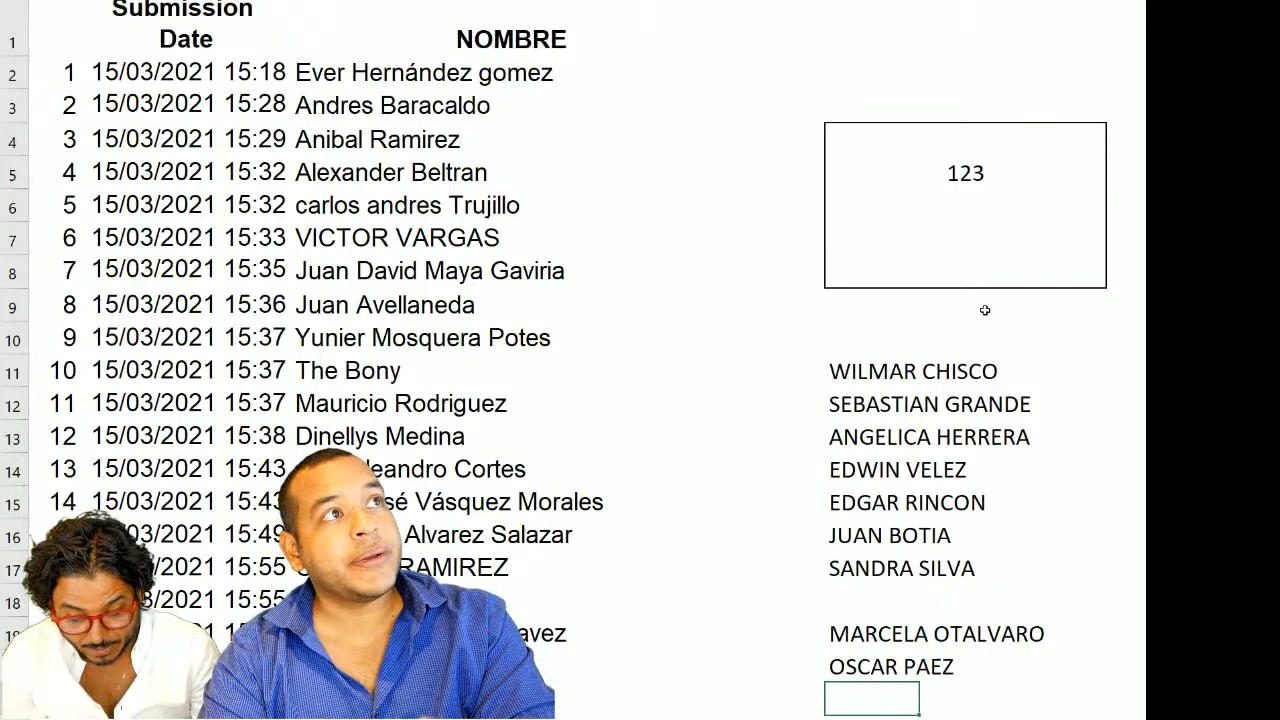 Submission
1 Date NOMBRE
2 1 15/03/2021 15:18 Ever Hernández gomez
3 2 15/03/2021 15:28 Andres Baracaldo
4 3 15/03/2021 15:29 Anibal Ramirez
5 4 15/03/2021 15:32 Alexander Beltran 123
6 5 15/03/2021 15:32 carlos andres Trujillo
7 6 15/03/2021 15:33 VICTOR VARGAS
8 7 15/03/2021 15:35 Juan David Maya Gaviria
9 8 15/03/2021 15:36 Juan Avellaneda
10 9 15/03/2021 15:37 Yunier Mosquera Potes
11 10 15/03/2021 15:37 The Bony WILMAR CHISCO
12 11 15/03/2021 15:37 Mauricio Rodriguez SEBASTIAN GRANDE
13 12 15/03/2021 15:38 Dinellys Medina ANGELICA HERRERA
14 13 15/03/2021 15:43 Cortes EDWIN VELEZ
15 14 15/03/2021 Vásquez Morales EDGAR RINCON
16 Alvarez Salazar JUAN BOTIA
17 15:55 RAMIREZ SANDRA SILVA
18 15:55
19 MARCELA OTALVARO
OSCAR PAEZ